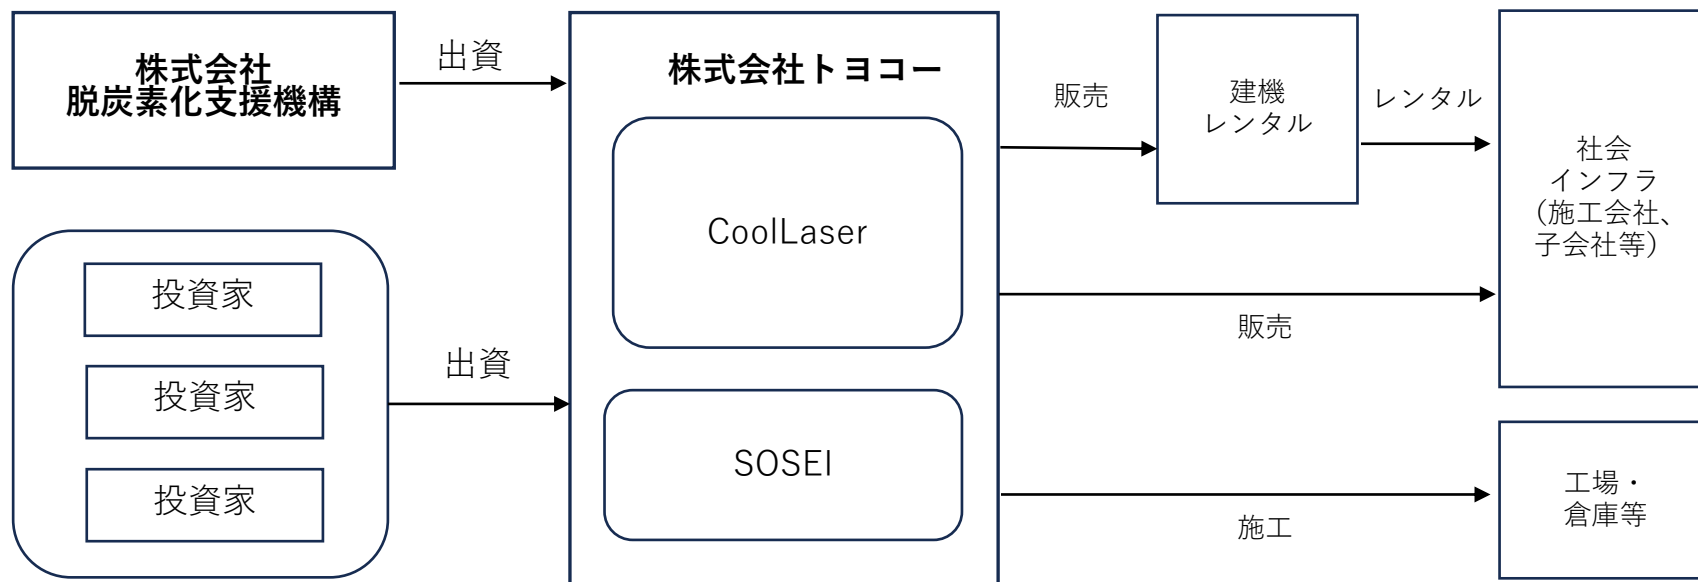 株式会社
脱炭素化支援機構
出資
投資家
投資家
投資家
出資
株式会社トヨコー
CoolLaser
SOSEI
販売
建機
レンタル
レンタル
販売
社会
インフラ
（施工会社、
子会社等）
施工
工場・
倉庫等